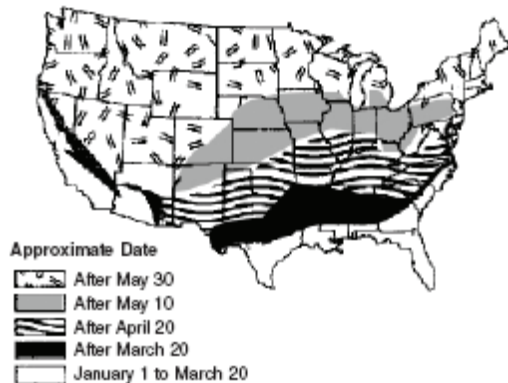 Approximate Date
After May 30
After May 10
After April 20
After March 20
January 1 to March 20